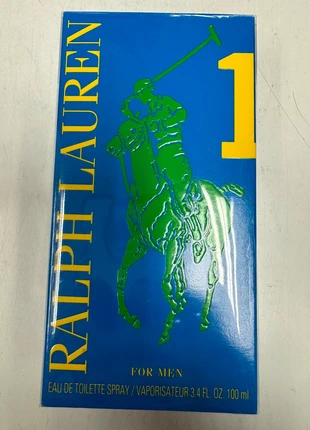 RALPH LAUREN
1
FOR MEN
EAU DE TOILETTE SPRAY / VAPORISATEUR 3.4 FL. OZ. 100 ml